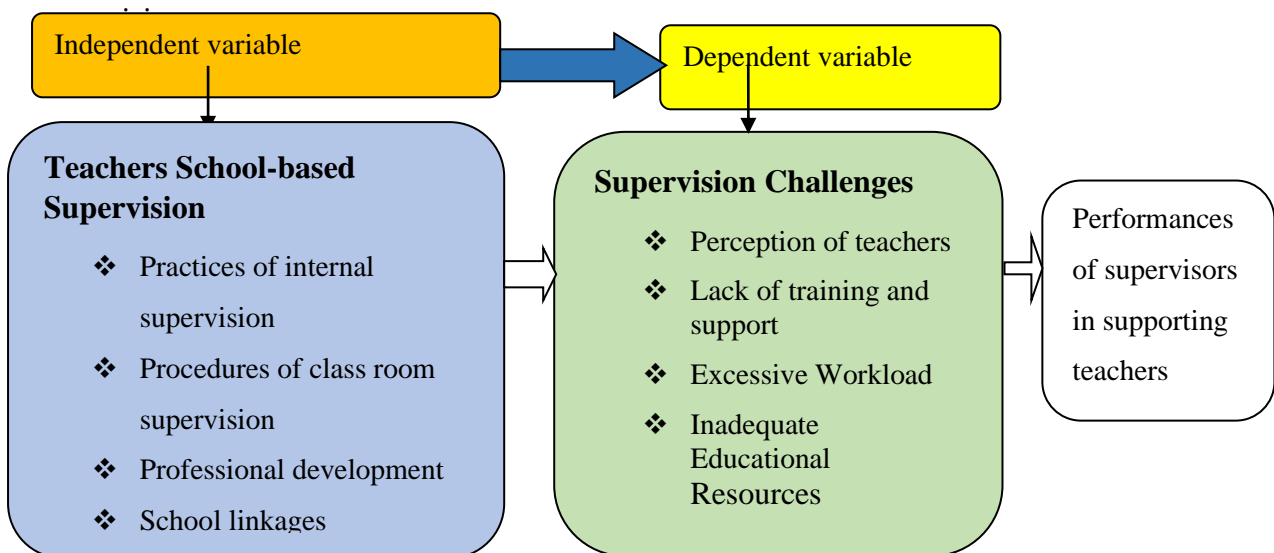 Independent variable
Dependent variable
Teachers School-based
Supervision
❖ Practices of internal
supervision
❖ Procedures of class room
supervision
❖ Professional development
❖ School linkages
Supervision Challenges
❖ Perception of teachers
❖ Lack of training and
support
❖ Excessive Workload
❖ Inadequate
Educational
Resources
Performances
of supervisors
in supporting
teachers